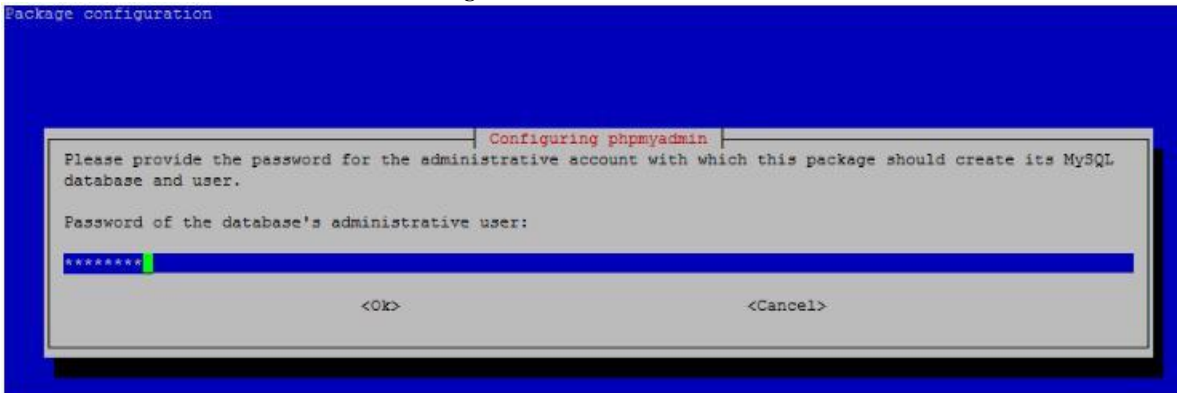 Package configuration
Configuring phpmyadmin
Please provide the password for the administrative account with which this package should create its MySQL
database and user.
Password of the database's administrative user:
********
<Ok> <Cancel>